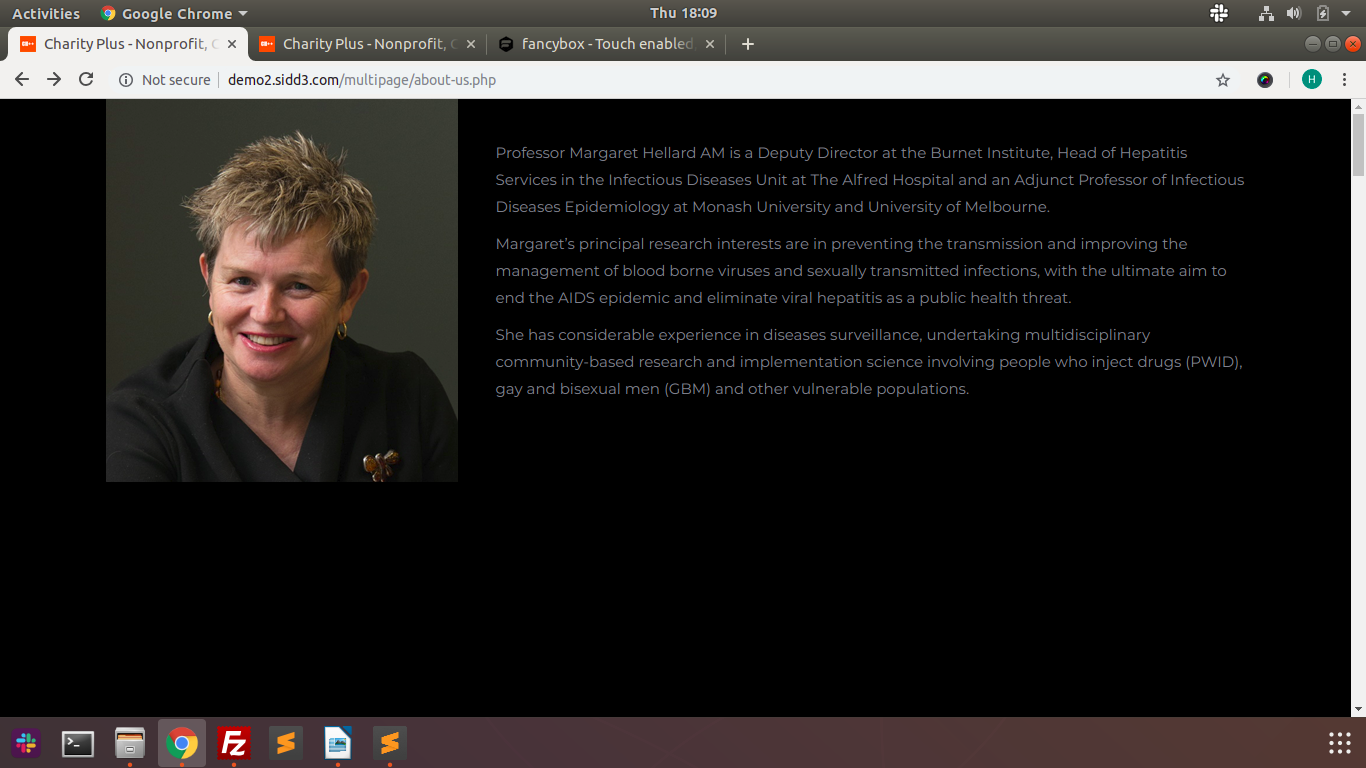 Activities
Google Chrome
Thu 18:09
Charity Plus - Nonprofit, C
Charity Plus - Nonprofit, C
fancybox - Touch enabled
Not secure
demo2.sidd3.com/multipage/about-us.php
H
Professor Margaret Hellard AM is a Deputy Director at the Burnet Institute, Head of Hepatitis
Services in the Infectious Diseases Unit at The Alfred Hospital and an Adjunct Professor of Infectious
Diseases Epidemiology at Monash University and University of Melbourne.
Margaret’s principal research interests are in preventing the transmission and improving the
management of blood borne viruses and sexually transmitted infections, with the ultimate aim to
end the AIDS epidemic and eliminate viral hepatitis as a public health threat.
She has considerable experience in diseases surveillance, undertaking multidisciplinary
community-based research and implementation science involving people who inject drugs (PWID),
gay and bisexual men (GBM) and other vulnerable populations.
Fz